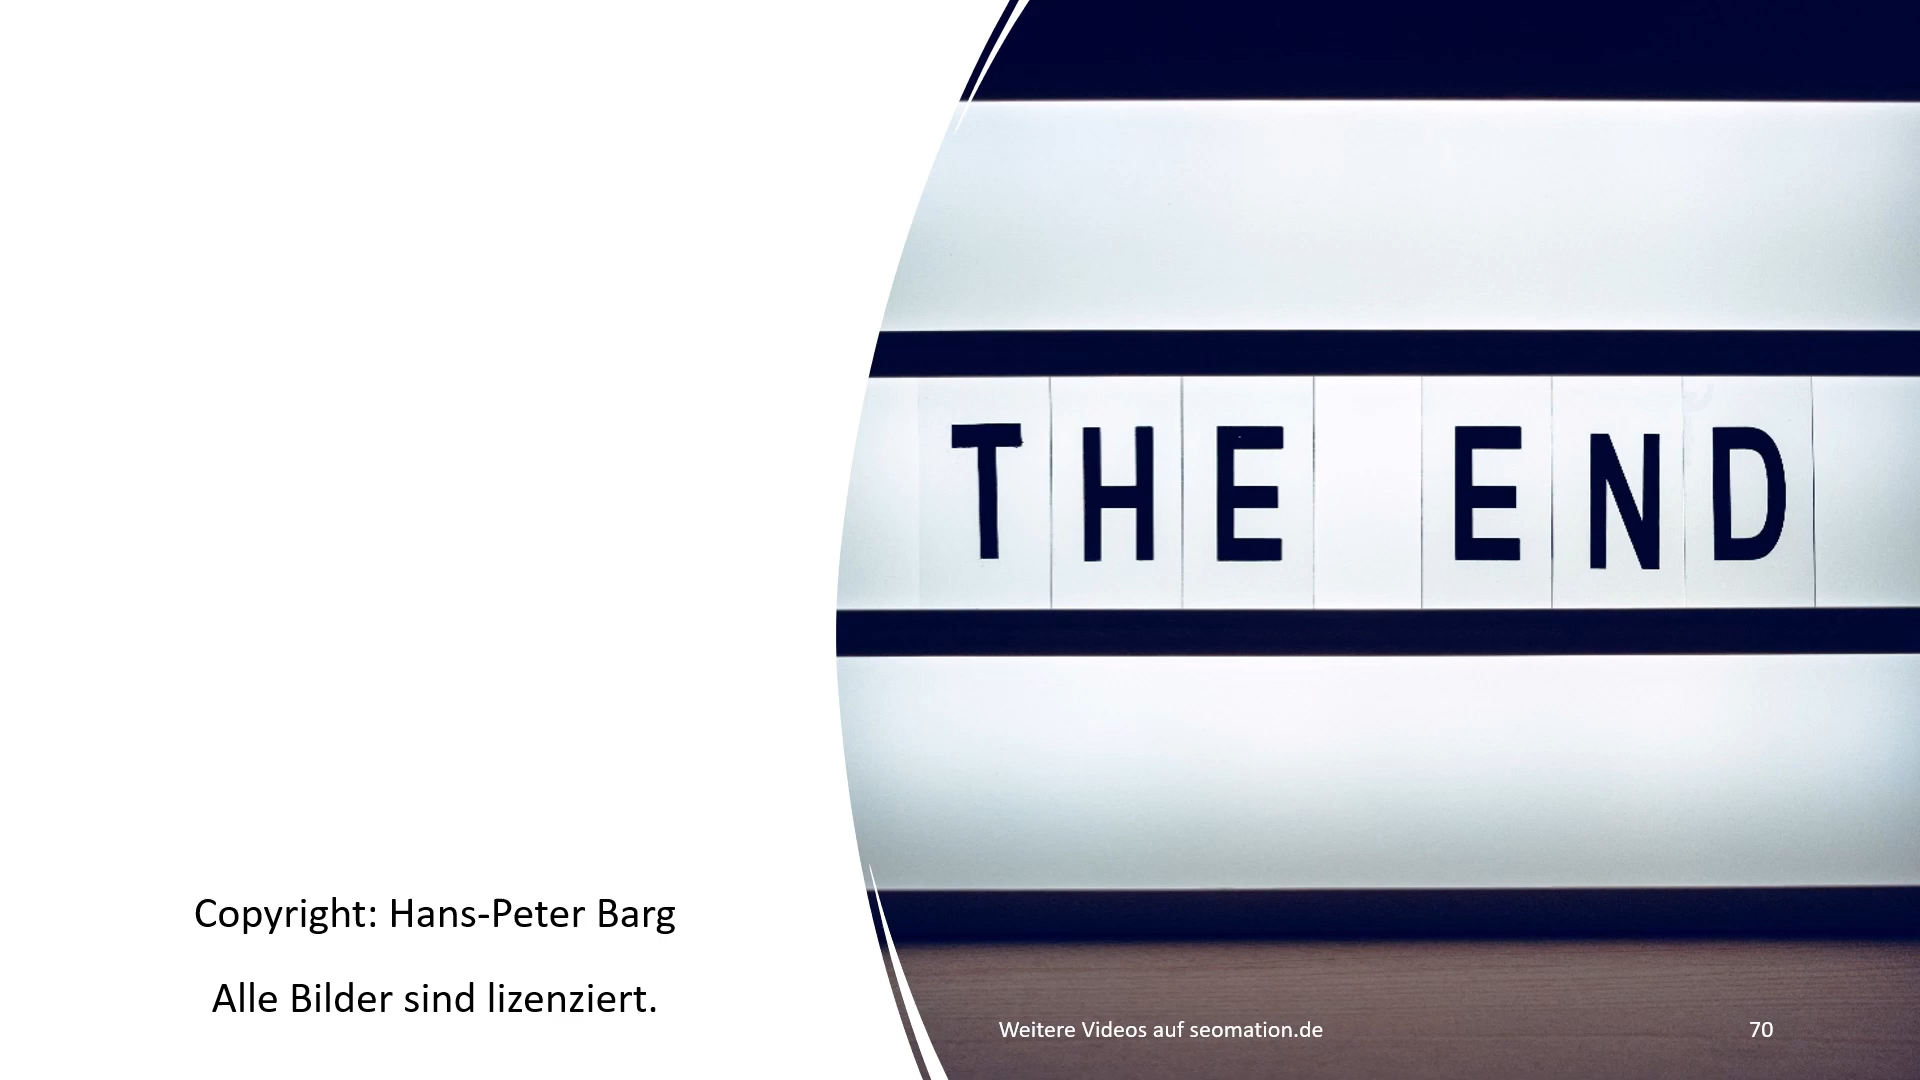 THE END
Copyright: Hans-Peter Barg
Alle Bilder sind lizenziert.
Weitere Videos auf seomation.de
70